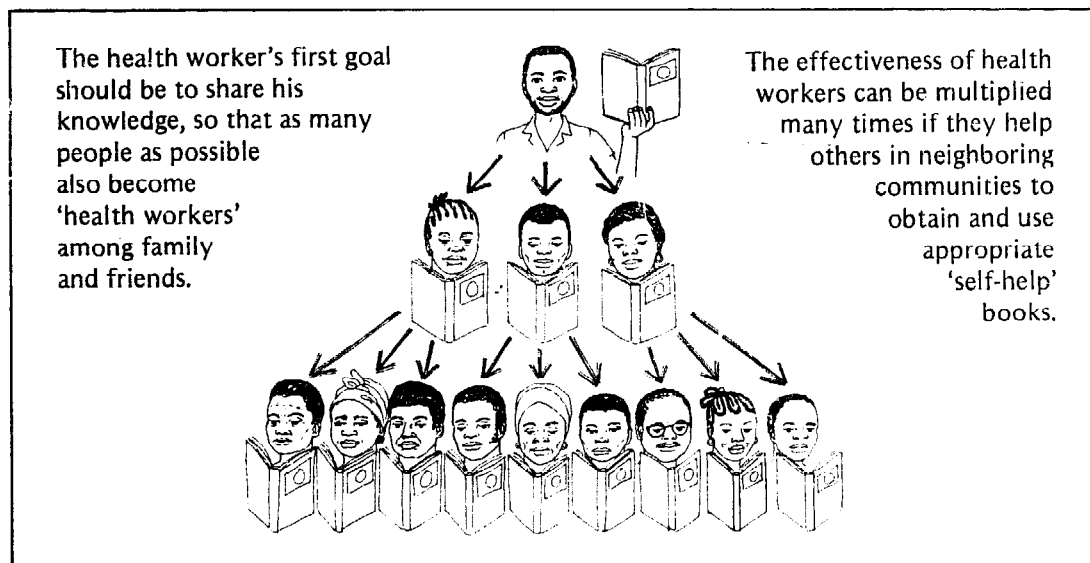 The health worker's first goal
should be to share his
knowledge, so that as many
people as possible
also become
'health workers'
among family
and friends.
The effectiveness of health
workers can be multiplied
many times if they help
others in neighboring
communities to
obtain and use
appropriate
'self-help'
books.